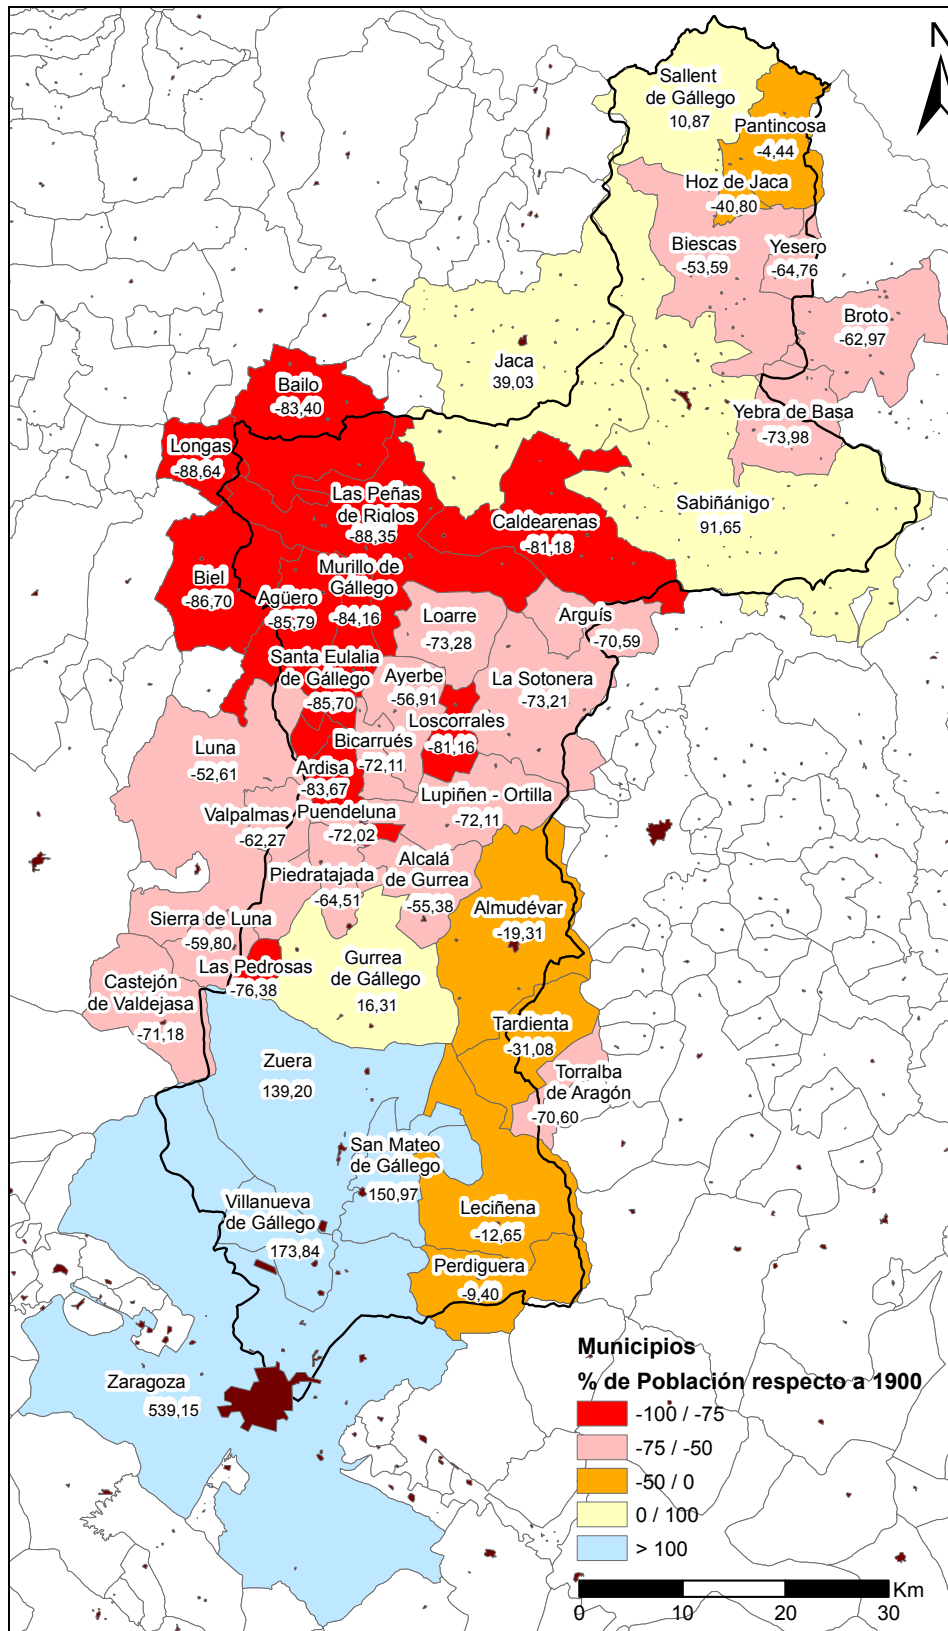 N
Sallent
de Gállego
10,87
Pantincosa
-4,44
Hoz de Jaca
-40,80
Biescas
-53,59
Yesero
-64,76
Broto
-62,97
Jaca
39,03
Bailo
-83,40
Yebra de Basa
-73,98
Longas
-88,64
Las Peñas
de Riglos
-88,35
Caldearenas
-81,18
Sabiñánigo
91,65
Biel
-86,70
Murillo de
Gállego
-84,16
Agüero
-85,79
Loarre
-73,28
Arguís
-70,59
Santa Eulalia
de Gállego
-85,70
Ayerbe
-56,91
La Sotonera
-73,21
Loscorrales
-81,16
Luna
-52,61
Bicarrués
-72,11
Ardisa
-83,67
Lupiñen - Ortilla
-72,11
Valpalmas
-62,27
Puendeluna
-72,02
Piedratajada
-64,51
Alcalá
de Gurrea
-55,38
Almudévar
-19,31
Sierra de Luna
-59,80
Las Pedrosas
-76,38
Gurrea
de Gállego
16,31
Castejón
de Valdejasa
-71,18
Tardienta
-31,08
Zuera
139,20
Torralba
de Aragón
-70,60
San Mateo
de Gállego
150,97
Villanueva
de Gállego
173,84
Leciñena
-12,65
Perdiguera
-9,40
Zaragoza
539,15
Municipios
% de Población respecto a 1900
-100 / -75
-75 / -50
-50 / 0
0 / 100
> 100
Km
0 10 20 30